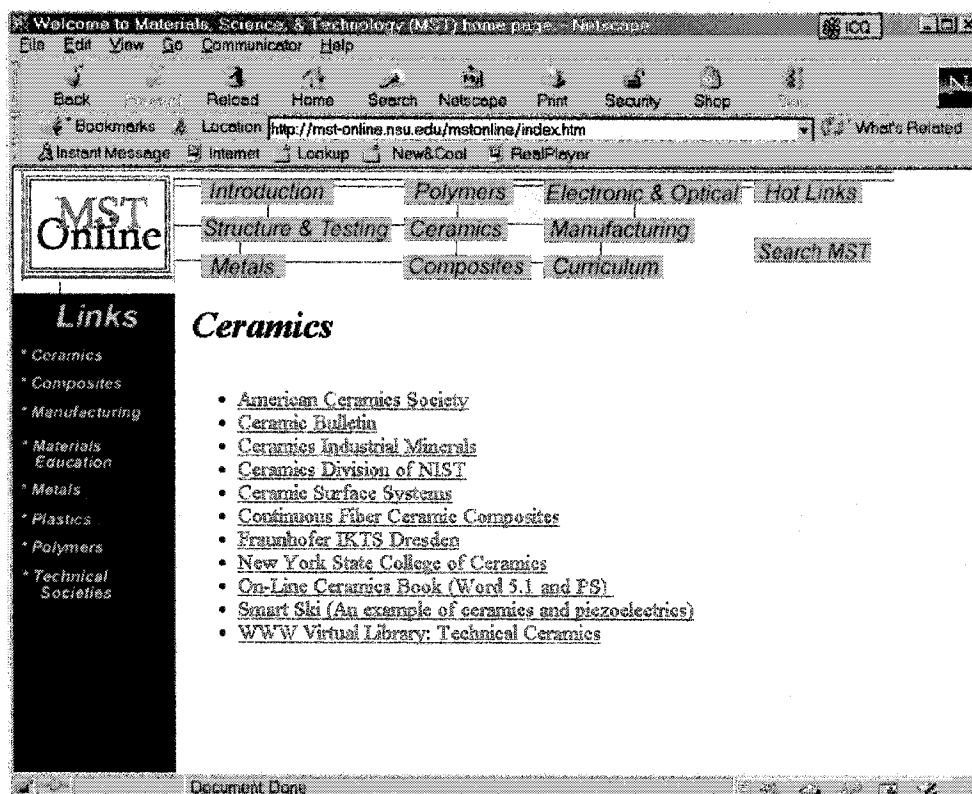 Welcome to Materials, Science, & Technology (MST) home page - Netscape
ICQ
File Edit View Go Communicator Help
Back Forward Reload Home Search Netscape Print Security Shop
Bookmarks Location http://mst-online.nsu.edu/mstonline/index.htm What's Related
Instant Message Internet Lookup New&Cool RealPlayer
MST
Online
Introduction Polymers Electronic & Optical Hot Links
Structure & Testing Ceramics Manufacturing
Search MST
Metals Composites Curriculum
Links
* Ceramics
* Composites
* Manufacturing
* Materials
Education
* Metals
* Plastics
* Polymers
* Technical
Societies
Ceramics
• American Ceramics Society
• Ceramic Bulletin
• Ceramics Industrial Minerals
• Ceramics Division of NIST
• Ceramic Surface Systems
• Continuous Fiber Ceramic Composites
• Fraunhofer IKTS Dresden
• New York State College of Ceramics
• On-Line Ceramics Book (Word 5.1 and PS)
• Smart Ski (An example of ceramics and piezoelectrics)
• WWW Virtual Library: Technical Ceramics
Document Done